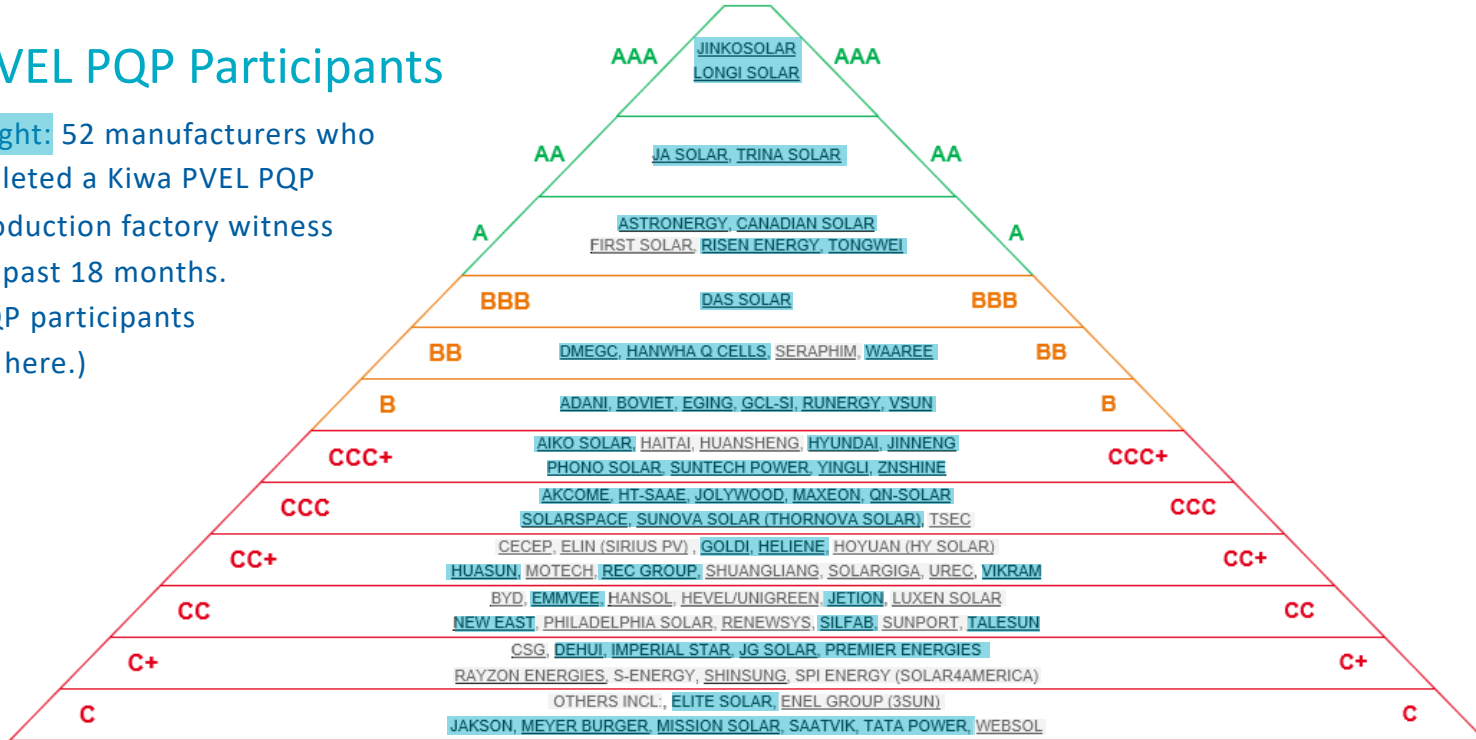 VEL PQP Participants
ght: 52 manufacturers who
leted a Kiwa PVEL PQP
oduction factory witness
past 18 months.
QP participants
here.)
AAA JINKOSOLAR AAA
LONGI SOLAR
AA JA SOLAR, TRINA SOLAR AA
ASTRONERGY, CANADIAN SOLAR
A FIRST SOLAR, RISEN ENERGY, TONGWEI A
BBB DAS SOLAR BBB
BB DMEGC, HANWHA Q CELLS, SERAPHIM, WAAREE BB
B ADANI, BOVIET, EGING, GCL-SI, RUNERGY, VSUN B
AIKO SOLAR, HAITAI, HUANSHENG, HYUNDAI, JINNENG
CCC+ PHONO SOLAR, SUNTECH POWER, YINGLI, ZNSHINE CCC+
AKCOME, HT-SAAE, JOLYWOOD, MAXEON, QN-SOLAR
CCC SOLARSPACE, SUNOVA SOLAR (THORNOVA SOLAR), TSEC CCC
CECEP, ELIN (SIRIUS PV) , GOLDI, HELIENE, HOYUAN (HY SOLAR)
CC+ HUASUN, MOTECH, REC GROUP, SHUANGLIANG, SOLARGIGA, UREC, VIKRAM CC+
BYD, EMMVEE, HANSOL, HEVEL/UNIGREEN, JETION, LUXEN SOLAR
CC NEW EAST, PHILADELPHIA SOLAR, RENEWSYS, SILFAB, SUNPORT, TALESUN CC
CSG, DEHUI, IMPERIAL STAR, JG SOLAR, PREMIER ENERGIES
C+ RAYZON ENERGIES, S-ENERGY, SHINSUNG, SPI ENERGY (SOLAR4AMERICA) C+
OTHERS INCL:, ELITE SOLAR, ENEL GROUP (3SUN)
C JAKSON, MEYER BURGER, MISSION SOLAR, SAATVIK, TATA POWER, WEBSOL C